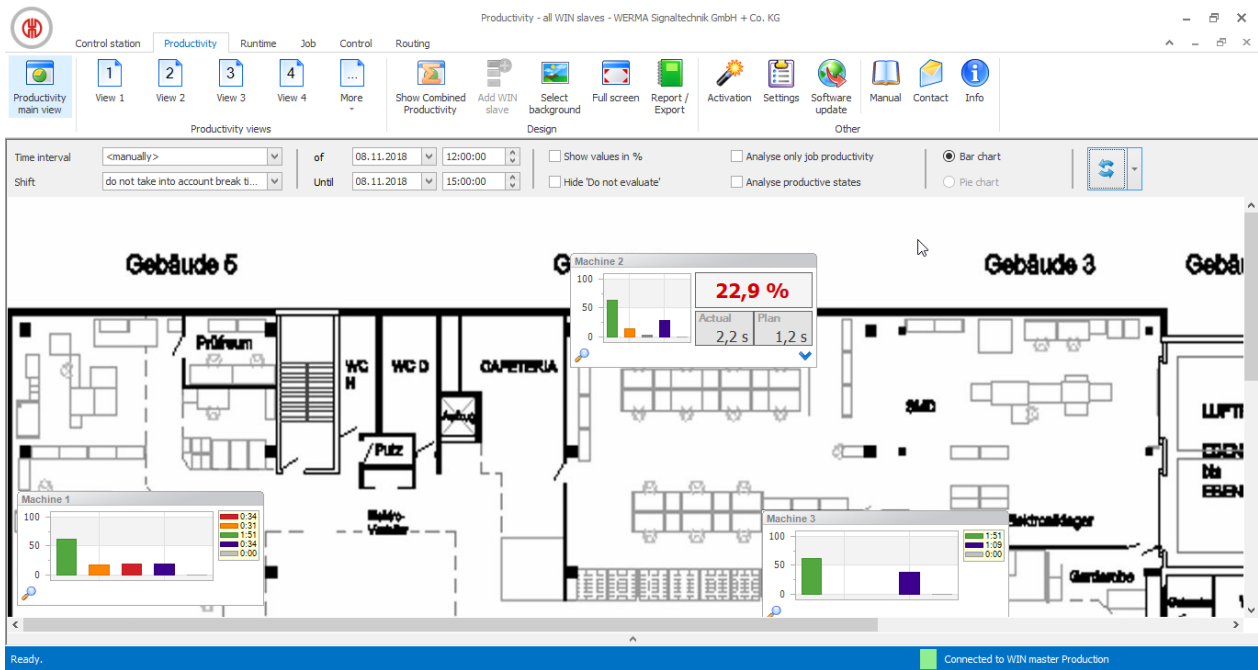 Productivity - all WIN slaves - WERMA Signaltechnik GmbH + Co. KG
Control station Productivity Runtime Job Control Routing
1 2 3 4 ...
Productivity main view
View 1 View 2 View 3 View 4 More
Show Combined Productivity
Add WIN slave
Select background
Full screen
Report / Export
Activation Settings
Software update
Manual Contact Info
Productivity views Design Other
Time interval <manually> of 08.11.2018 12:00:00 Show values in % Analyse only job productivity Bar chart
Shift do not take into account break ti... Until 08.11.2018 15:00:00 Hide 'Do not evaluate' Analyse productive states Pie chart
Gebäude 5
Gebäude 3
Machine 2
100
50
0
22,9 %
Actual Plan
2,2 s 1,2 s
Prüfraum
WC H
WC D
CAFETERIA
Aufzug
Putz
SMD
Machine 1
100
50
0
0:34
0:31
1:51
0:34
0:00
Elektro-
Verteiler
Machine 3
100
50
0
1:51
1:09
0:00
Elektroniklager
Garderobe
Ready. Connected to WIN master Production